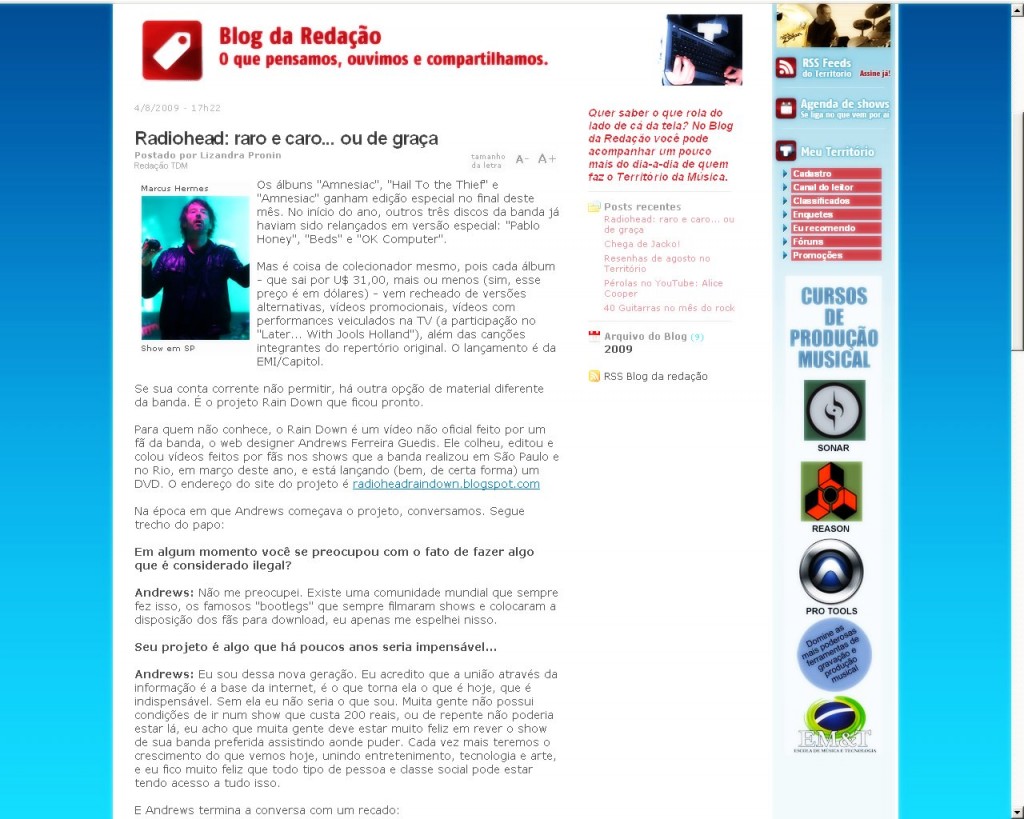 Blog da Redação
O que pensamos, ouvimos e compartilhamos.
4/8/2009 - 17h22
Radiohead: raro e caro... ou de graça
Postado por Lizandra Pronin
Redação TDM
tamanho
da letra
A- A+
Marcus Hermes
Show em SP
Os álbuns "Amnesiac", "Hail To the Thief" e
"Amnesiac" ganham edição especial no final deste
mês. No início do ano, outros três discos da banda já
haviam sido relançados em versão especial: "Pablo
Honey", "Beds" e "OK Computer".
Mas é coisa de colecionador mesmo, pois cada álbum
- que sai por U$ 31,00, mais ou menos (sim, esse
preço é em dólares) - vem recheado de versões
alternativas, vídeos promocionais, vídeos com
performances veiculados na TV (a participação no
"Later... With Jools Holland"), além das canções
integrantes do repertório original. O lançamento é da
EMI/Capitol.
Se sua conta corrente não permitir, há outra opção de material diferente
da banda. É o projeto Rain Down que ficou pronto.
Para quem não conhece, o Rain Down é um vídeo não oficial feito por um
fã da banda, o web designer Andrews Ferreira Guedis. Ele colheu, editou e
colou vídeos feitos por fãs nos shows que a banda realizou em São Paulo e
no Rio, em março deste ano, e está lançando (bem, de certa forma) um
DVD. O endereço do site do projeto é radioheadraindown.blogspot.com
Na época em que Andrews começava o projeto, conversamos. Segue
trecho do papo:
Em algum momento você se preocupou com o fato de fazer algo
que é considerado ilegal?
Andrews: Não me preocupei. Existe uma comunidade mundial que sempre
fez isso, os famosos "bootlegs" que sempre filmaram shows e colocaram a
disposição dos fãs para download, eu apenas me espelhei nisso.
Seu projeto é algo que há poucos anos seria impensável...
Andrews: Eu sou dessa nova geração. Eu acredito que a união através da
informação é a base da internet, é o que torna ela o que é hoje, que é
indispensável. Sem ela eu não seria o que sou. Muita gente não possui
condições de ir num show que custa 200 reais, ou de repente não poderia
estar lá, eu acho que muita gente deve estar muito feliz em rever o show
de sua banda preferida assistindo aonde puder. Cada vez mais teremos o
crescimento do que vemos hoje, unindo entretenimento, tecnologia e arte,
e eu fico muito feliz que todo tipo de pessoa e classe social pode estar
tendo acesso a tudo isso.
E Andrews termina a conversa com um recado:
Quer saber o que rola do
lado de cá da tela? No Blog
da Redação você pode
acompanhar um pouco
mais do dia-a-dia de quem
faz o Território da Música.
Posts recentes
Radiohead: raro e caro... ou
de graça
Chega de Jacko!
Resenhas de agosto no
Território
Pérolas no YouTube: Alice
Cooper
40 Guitarras no mês do rock
Arquivo do Blog (9)
2009
RSS Blog da redação
RSS Feeds
do Territorio Assine já!
Agenda de shows
Se liga no que vem por aí
Meu Território
Cadastro
Canal do leitor
Classificados
Enquetes
Eu recomendo
Fóruns
Promoções
CURSOS
DE
PRODUÇÃO
MUSICAL
SONAR
REASON
PRO TOOLS
Domine as
mais poderosas
ferramentas de
gravação e
produção
musical
EM&T
ESCOLA DE MÚSICA E TECNOLOGIA